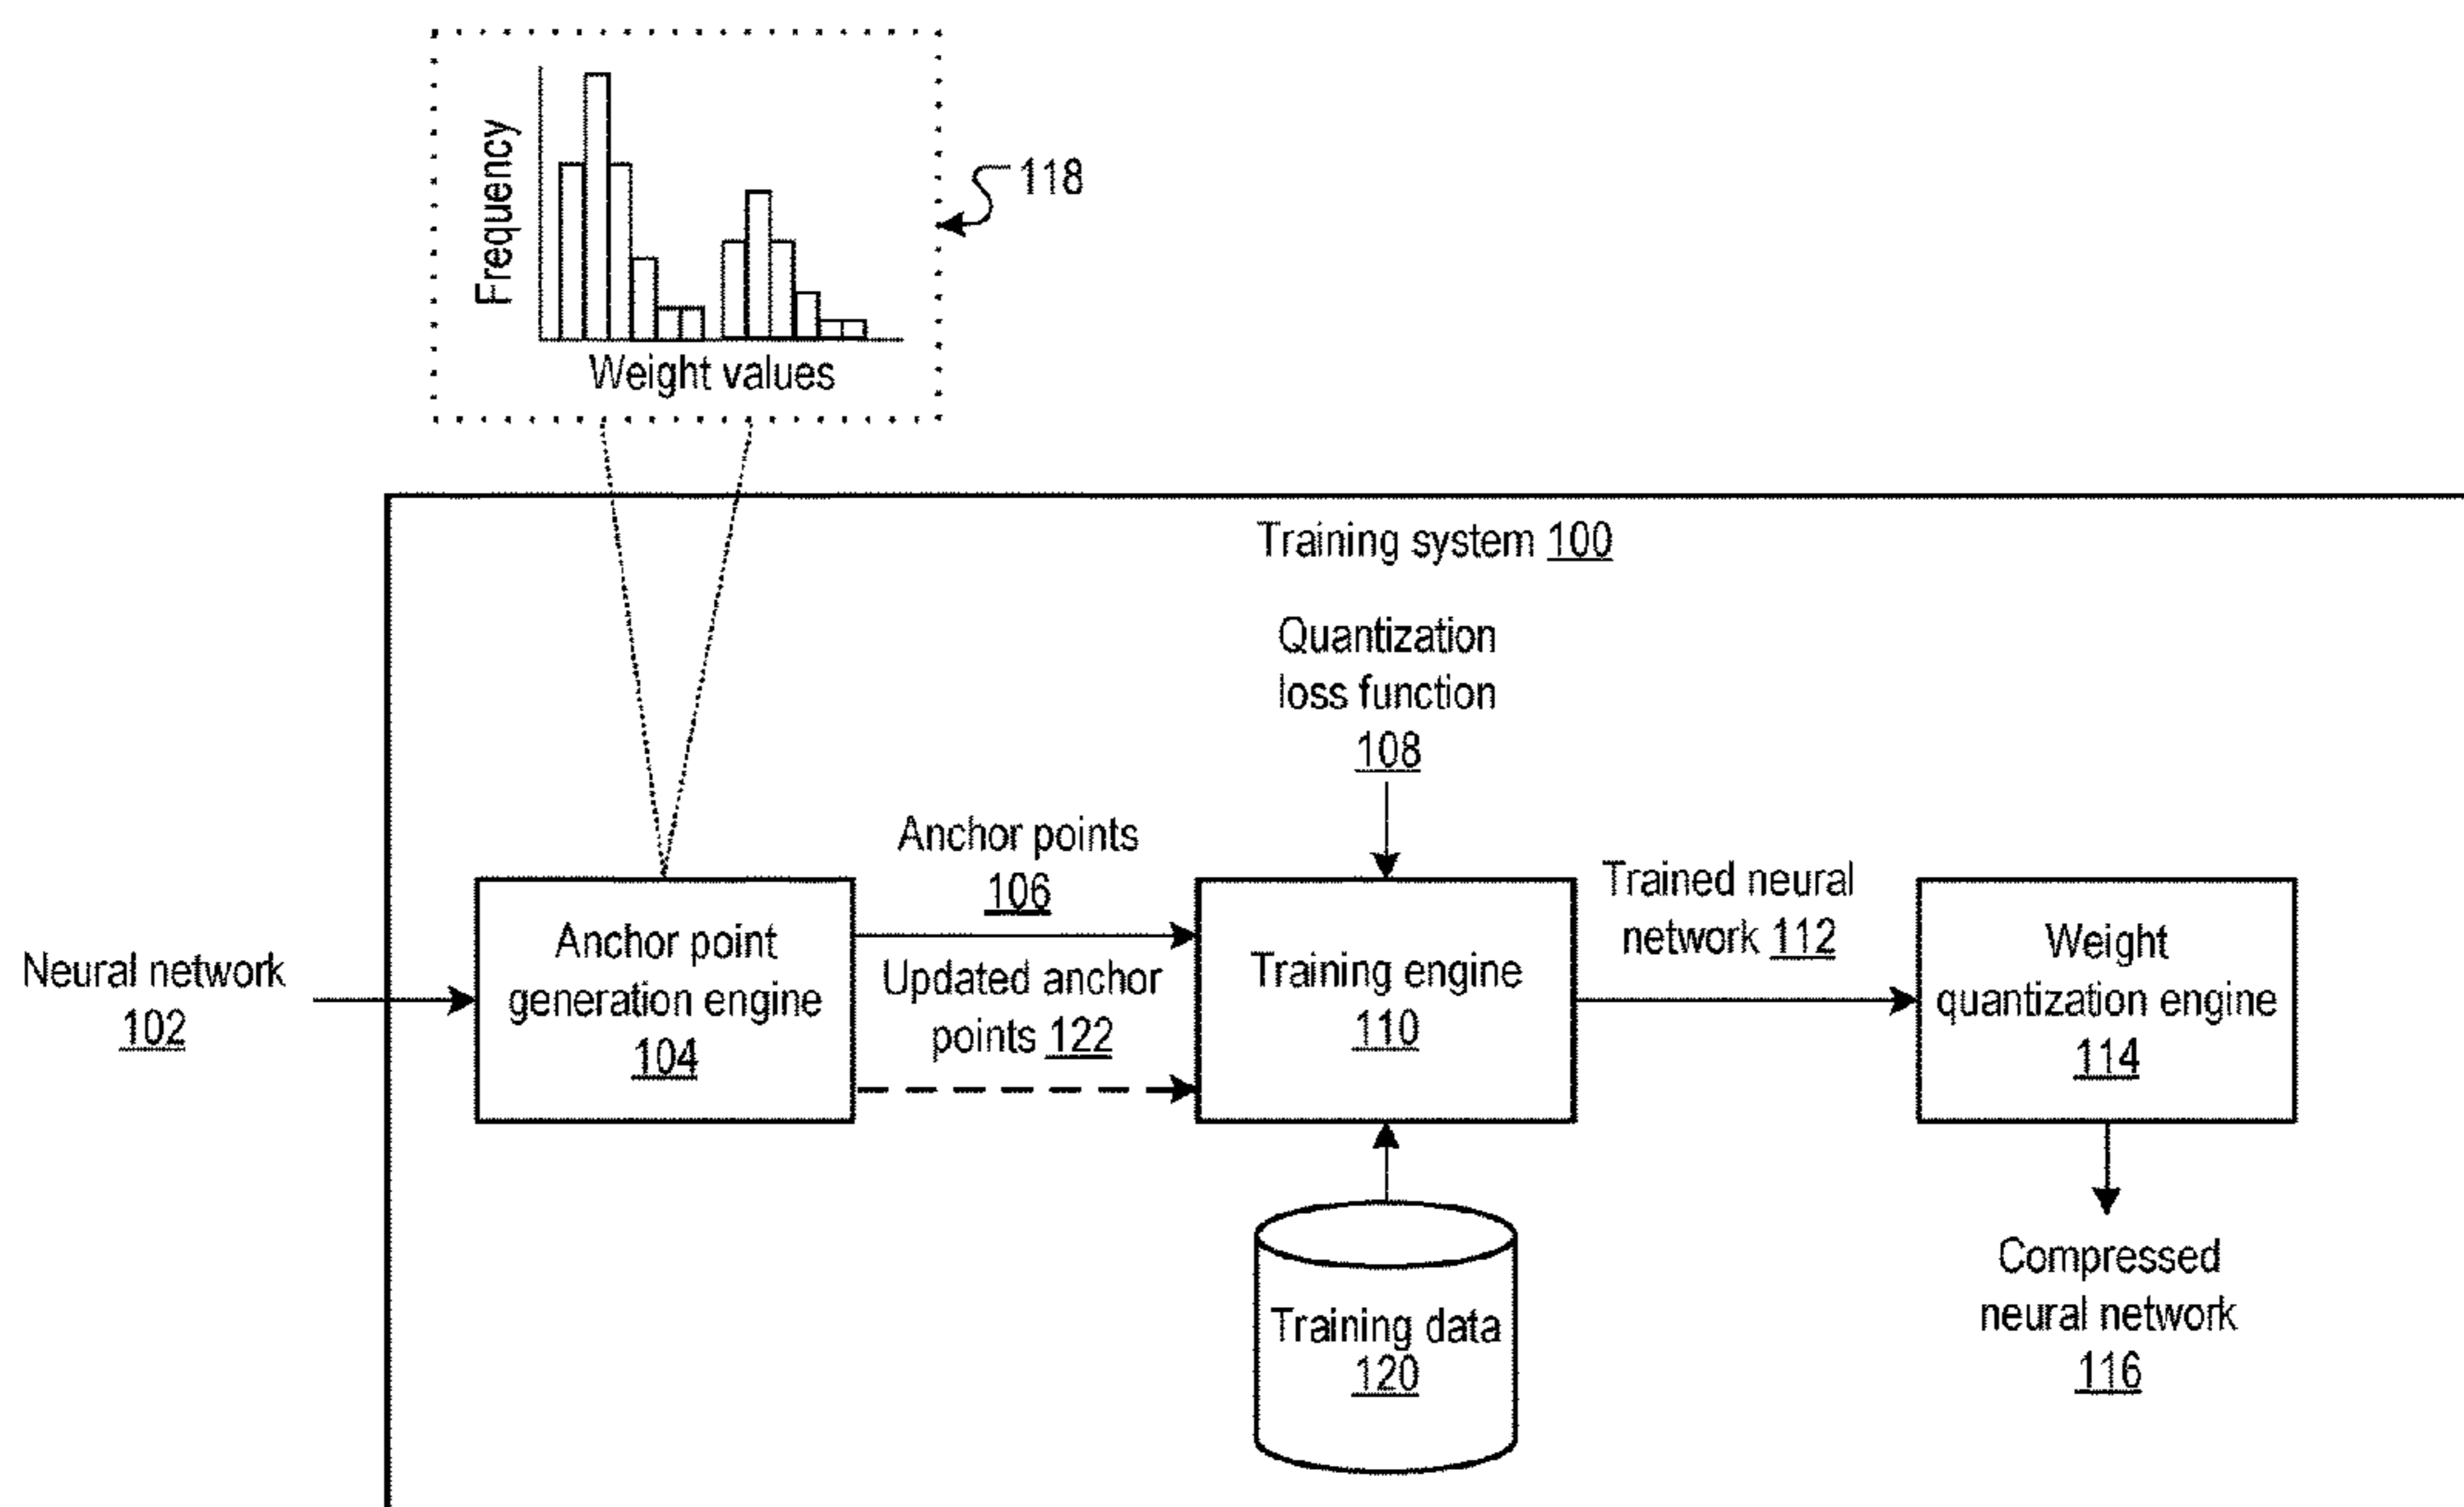 Frequency
118
Weight values
Training system 100
Quantization
loss function
108
Anchor points
106
Updated anchor
points 122
Neural network
102
Anchor point
generation engine
104
Training engine
110
Trained neural
network 112
Weight
quantization engine
114
Training data
120
Compressed
neural network
116